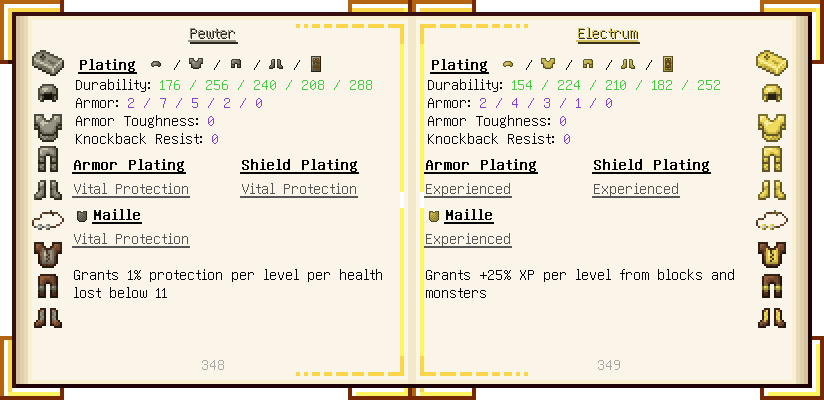 Pewter
Plating / / / /
Durability: 176 / 256 / 240 / 208 / 288
Armor: 2 / 7 / 5 / 2 / 0
Armor Toughness: 0
Knockback Resist: 0
Armor Plating Shield Plating
Vital Protection Vital Protection
Maille
Vital Protection
Grants 1% protection per level per health
lost below 11
348
Electrum
Plating / / / /
Durability: 154 / 224 / 210 / 182 / 252
Armor: 2 / 4 / 3 / 1 / 0
Armor Toughness: 0
Knockback Resist: 0
Armor Plating Shield Plating
Experienced Experienced
Maille
Experienced
Grants +25% XP per level from blocks and
monsters
349